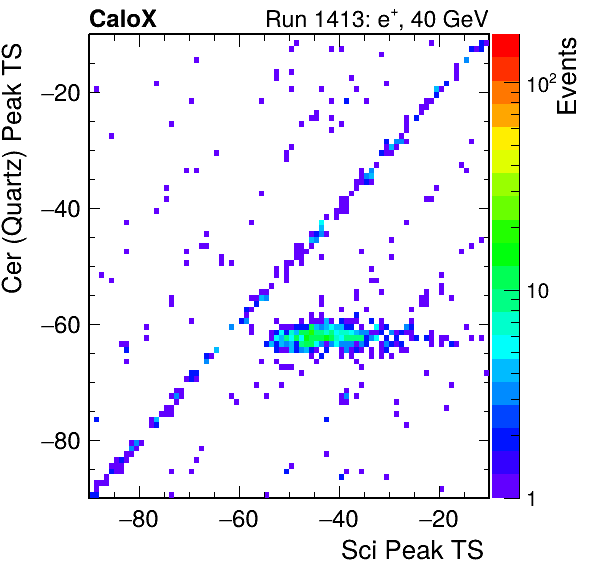 CaloX Run 1413: e⁺, 40 GeV
Cer (Quartz) Peak TS
Events
−20
−40
−60
−80
10²
10
1
−80 −60 −40 −20
Sci Peak TS